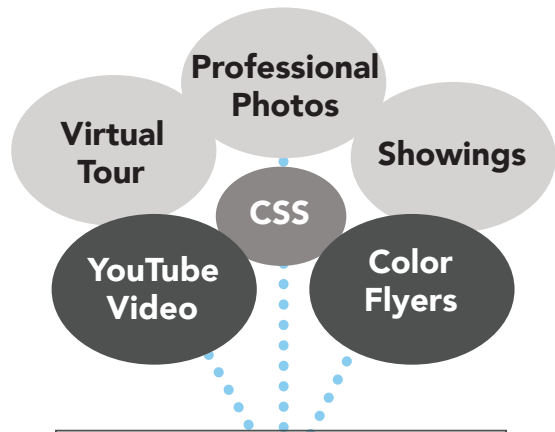 Professional
Photos
Virtual
Tour
Showings
CSS
YouTube
Video
Color
Flyers